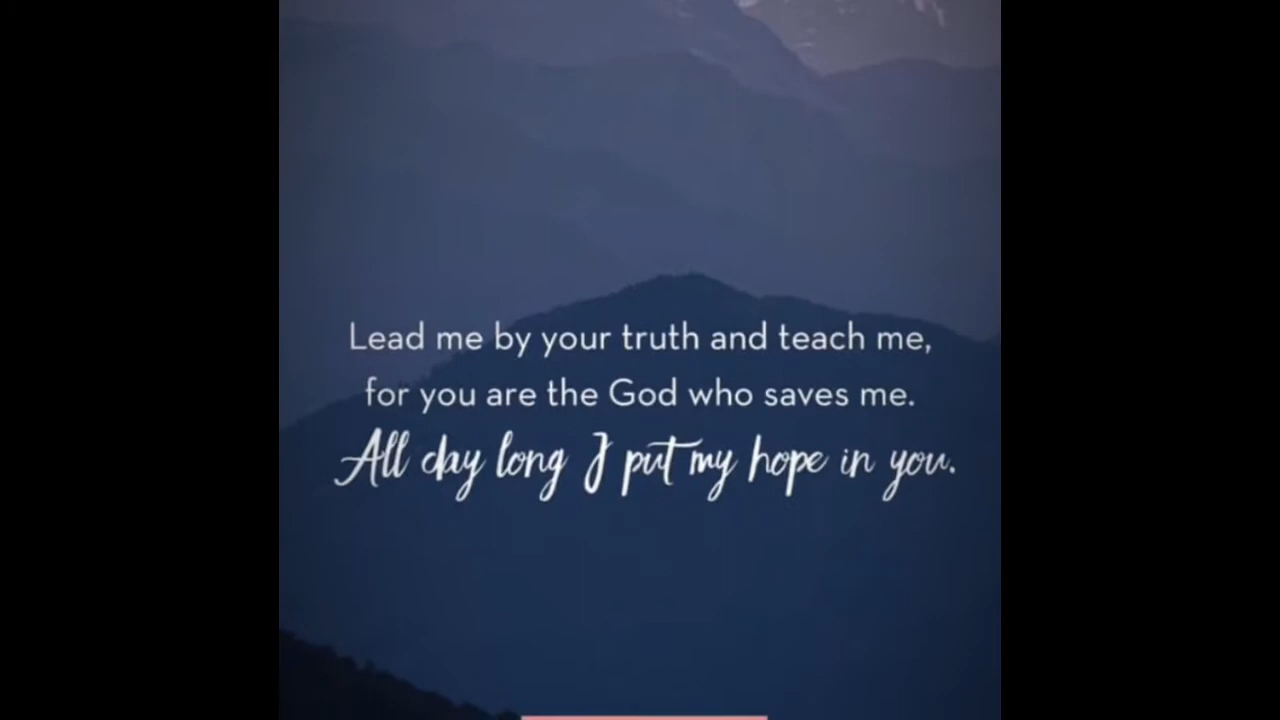 Lead me by your truth and teach me,
for you are the God who saves me.
All day long I put my hope in you.